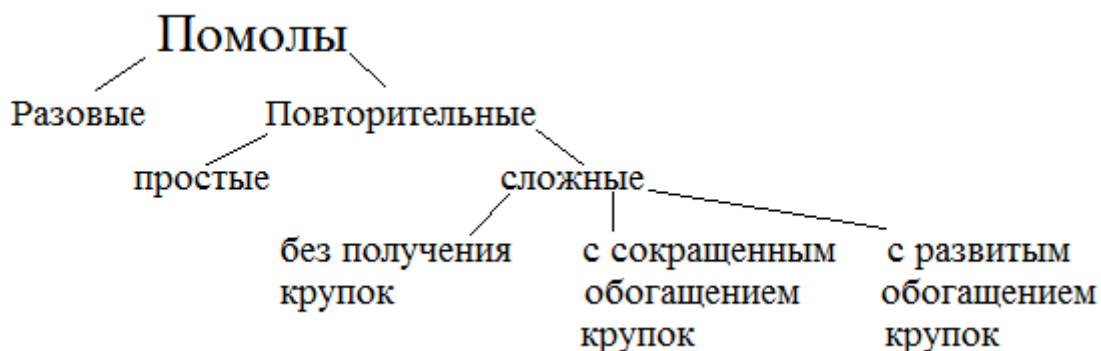 Помолы
Разовые Повторительные
простые сложные
без получения с сокращенным с развитым
крупок обогащением обогащением
крупок крупок